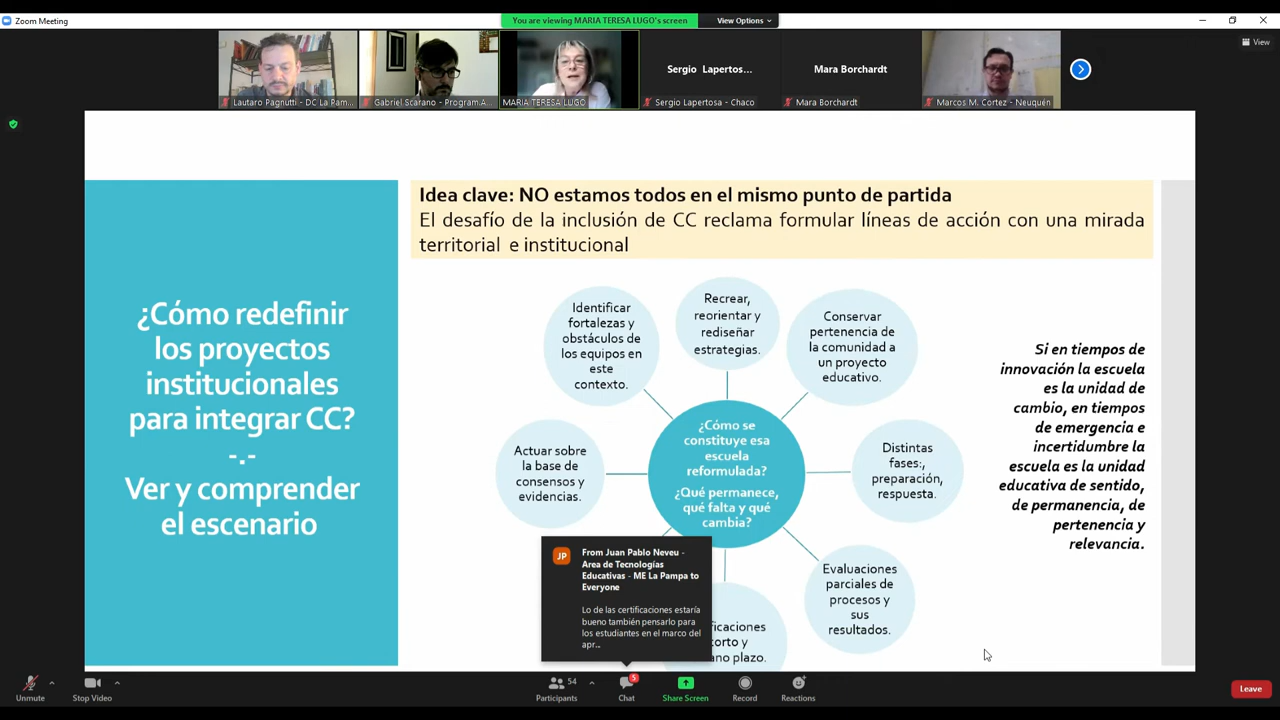 Zoom Meeting
You are viewing MARIA TERESA LUGO's screen
View Options
View
Lautaro Pagnutti - DC La Pam...
Gabriel Scarano - Program.A...
MARIA TERESA LUGO
Sergio Lapertos...
Sergio Lapertosa - Chaco
Mara Borchardt
Mara Borchardt
Marcos M. Cortez - Neuquén
¿Cómo redefinir
los proyectos
institucionales
para integrar CC?
-.-
Ver y comprender
el escenario
Idea clave: NO estamos todos en el mismo punto de partida
El desafío de la inclusión de CC reclama formular líneas de acción con una mirada
territorial e institucional
Identificar
fortalezas y
obstáculos de
los equipos en
este
contexto.
Recrear,
reorientar y
rediseñar
estrategias.
Conservar
pertenencia de
la comunidad a
un proyecto
educativo.
Actuar sobre
la base de
consensos y
evidencias.
¿Cómo se
constituye esa
escuela
reformulada?
¿Qué permanece,
qué falta y qué
cambia?
Distintas
fases:,
preparación,
respuesta.
Evaluaciones
parciales de
procesos y
sus
resultados.
ficaciones
corto y
ano plazo.
Si en tiempos de
innovación la escuela
es la unidad de
cambio, en tiempos
de emergencia e
incertidumbre la
escuela es la unidad
educativa de sentido,
de permanencia, de
pertenencia y
relevancia.
JP
From Juan Pablo Neveu -
Area de Tecnologías
Educativas - ME La Pampa to
Everyone
Lo de las certificaciones estaría
bueno también pensarlo para
los estudiantes en el marco del
apr...
Unmute
Stop Video
Participants
54
Chat
5
Share Screen
Record
Reactions
Leave